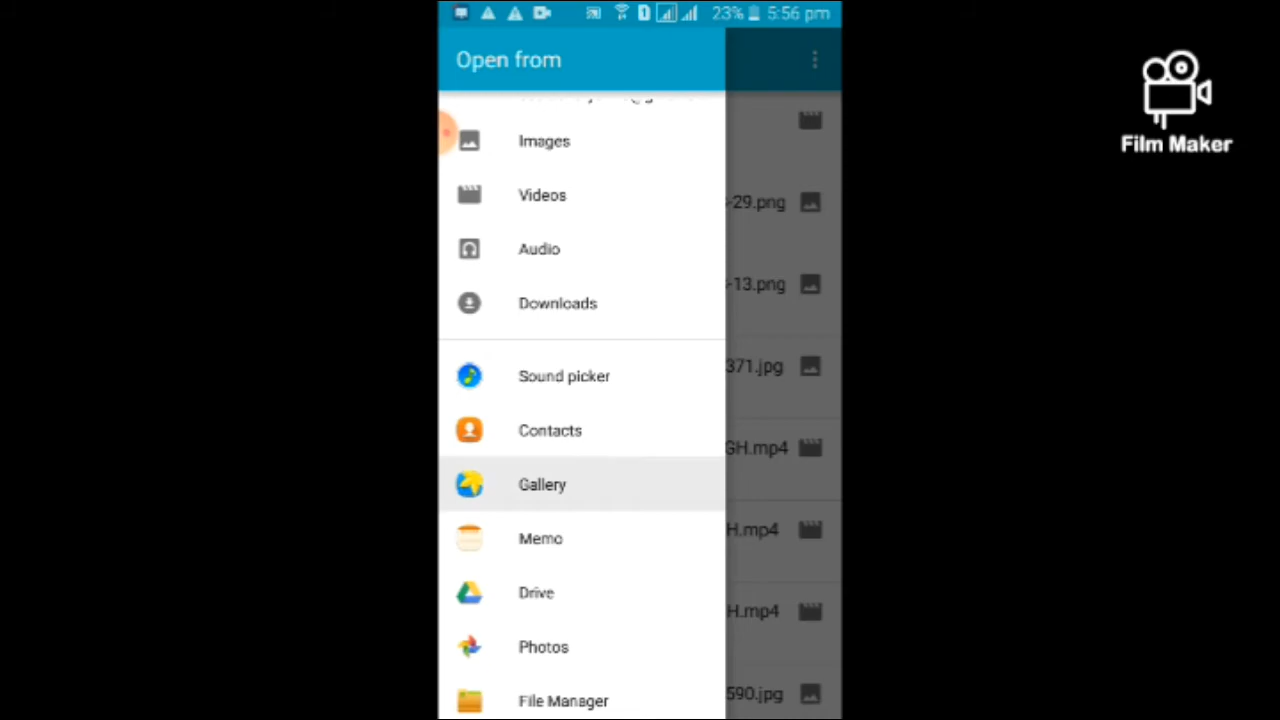 23% 5:56 pm
Open from
Film Maker
Images
Videos
-29.png
Audio
-13.png
Downloads
371.jpg
Sound picker
Contacts
GH.mp4
Gallery
Memo
H.mp4
Drive
H.mp4
Photos
File Manager
590.jpg